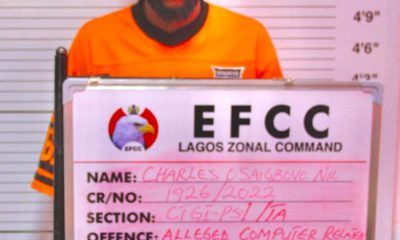 4'9"
4'6"
EFCC
EFCC
LAGOS ZONAL COMMAND
NAME: CHARLES OSAIGBOVO
CR/NO: 1926/2022
SECTION:
OFFENCE: ALLEGED COMPUTER